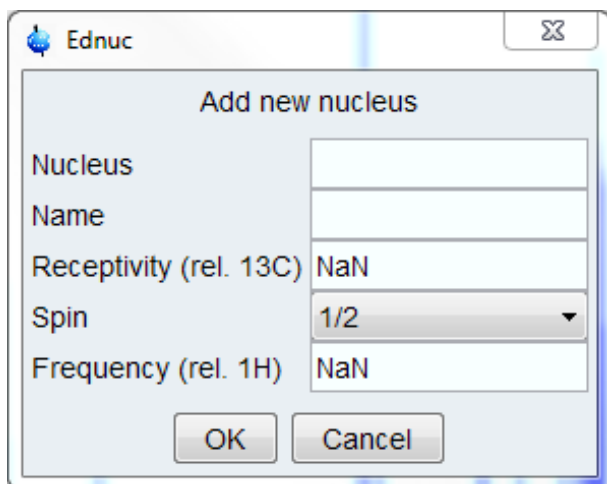 Ednuc
Add new nucleus
Nucleus
Name
Receptivity (rel. 13C) NaN
Spin 1/2
Frequency (rel. 1H) NaN
OK Cancel